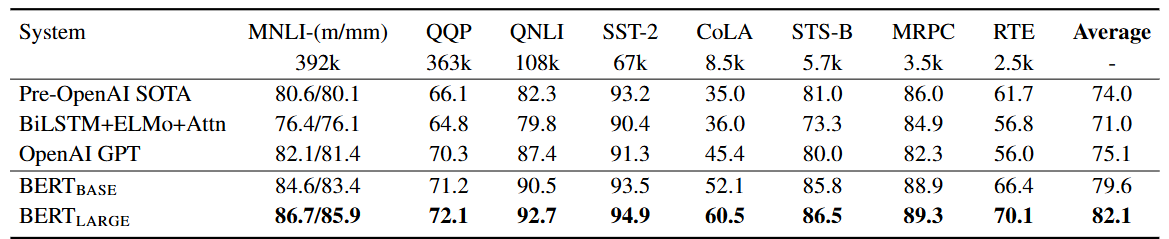 System MNLI-(m/mm) QQP QNLI SST-2 CoLA STS-B MRPC RTE Average
392k 363k 108k 67k 8.5k 5.7k 3.5k 2.5k -
Pre-OpenAI SOTA 80.6/80.1 66.1 82.3 93.2 35.0 81.0 86.0 61.7 74.0
BiLSTM+ELMo+Attn 76.4/76.1 64.8 79.8 90.4 36.0 73.3 84.9 56.8 71.0
OpenAI GPT 82.1/81.4 70.3 87.4 91.3 45.4 80.0 82.3 56.0 75.1
BERTBASE 84.6/83.4 71.2 90.5 93.5 52.1 85.8 88.9 66.4 79.6
BERTLARGE 86.7/85.9 72.1 92.7 94.9 60.5 86.5 89.3 70.1 82.1